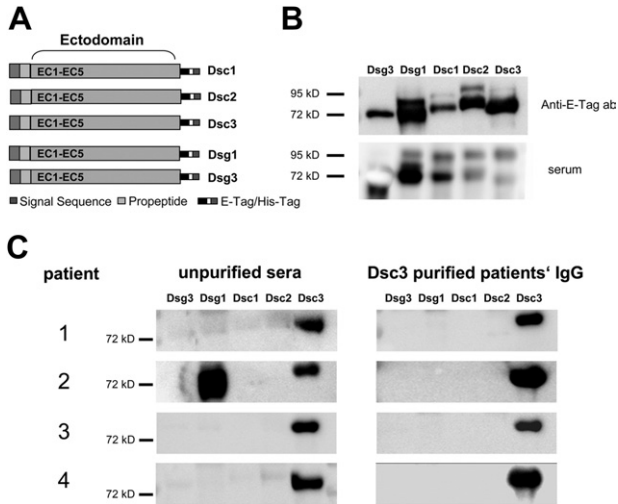 A
Ectodomain
EC1-EC5 Dsc1
EC1-EC5 Dsc2
EC1-EC5 Dsc3
EC1-EC5 Dsg1
EC1-EC5 Dsg3
Signal Sequence Propeptide E-Tag/His-Tag
B
Dsg3 Dsg1 Dsc1 Dsc2 Dsc3
95 kD
72 kD
Anti-E-Tag ab
95 kD
72 kD
serum
C
patient unpurified sera Dsc3 purified patients‘ IgG
Dsg3 Dsg1 Dsc1 Dsc2 Dsc3 Dsg3 Dsg1 Dsc1 Dsc2 Dsc3
1
72 kD
2
72 kD
3
72 kD
4
72 kD